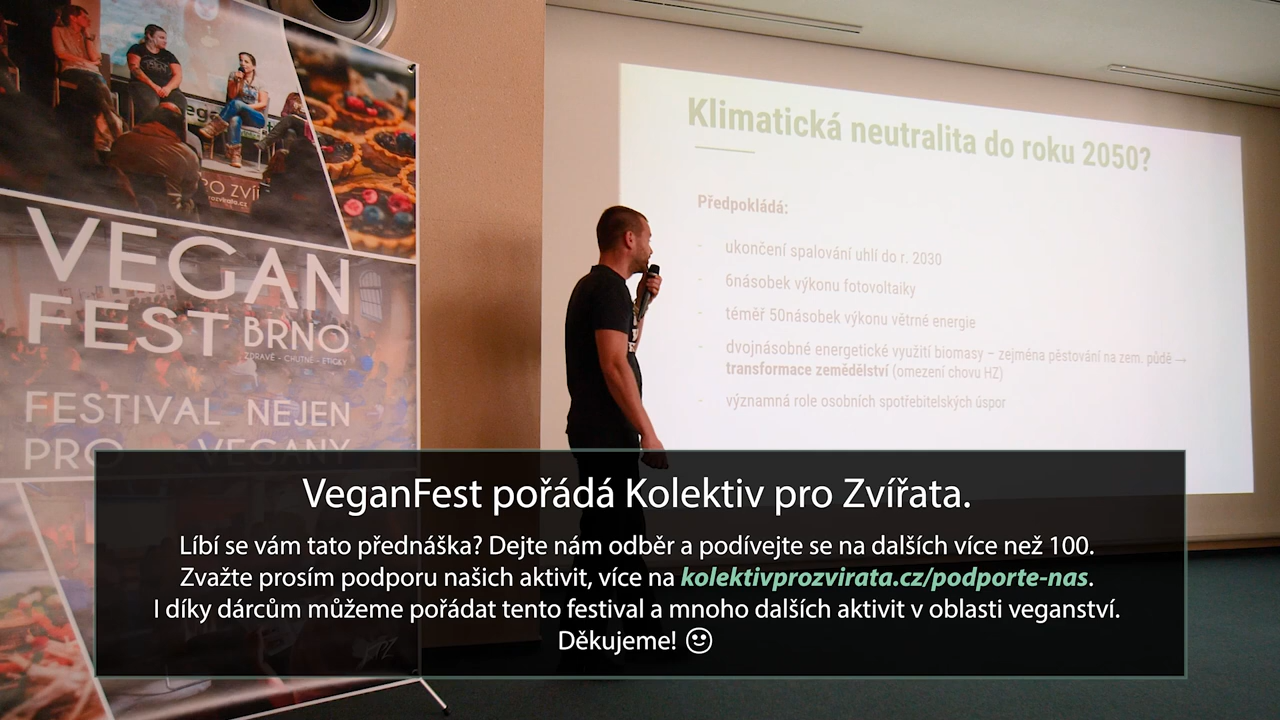 VEGAN
FEST BRNO
ZDRAVĚ - CHUTNĚ - ETICKY
FESTIVAL NEJEN
PRO VEGANY
Klimatická neutralita do roku 2050?
Předpokládá:
- ukončení spalování uhlí do r. 2030
- 6násobek výkonu fotovoltaiky
- téměř 50násobek výkonu větrné energie
- dvojnásobné energetické využití biomasy – zejména pěstování na zem. půdě →
transformace zemědělství (omezení chovu HZ)
- významná role osobních spotřebitelských úspor
VeganFest pořádá Kolektiv pro Zvířata.
Líbí se vám tato přednáška? Dejte nám odběr a podívejte se na dalších více než 100.
Zvažte prosím podporu našich aktivit, více na kolektivprozvirata.cz/podporte-nas.
I díky dárcům můžeme pořádat tento festival a mnoho dalších aktivit v oblasti veganství.
Děkujeme! ☺